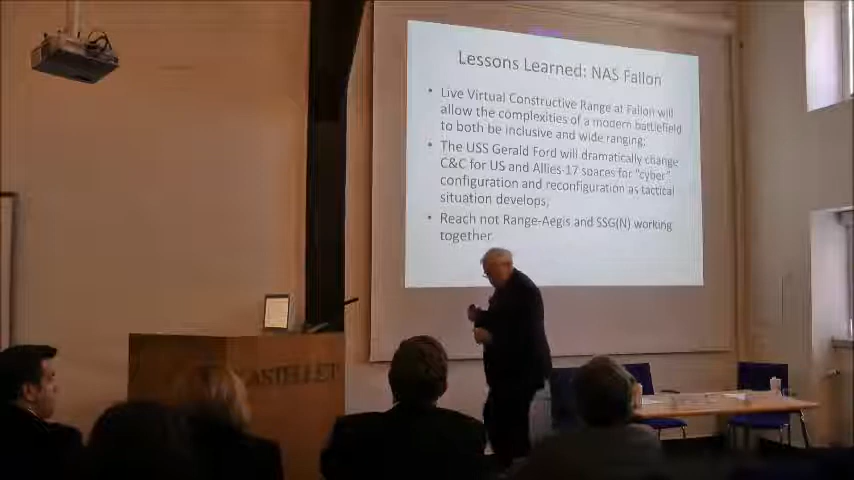 Lessons Learned: NAS Fallon
• Live Virtual Constructive Range at Fallon will
allow the complexities of a modern battlefield
to both be inclusive and wide ranging;
• The USS Gerald Ford will dramatically change
C&C for US and Allies-17 spaces for "cyber"
configuration and reconfiguration as tactical
situation develops;
• Reach not Range-Aegis and SSG(N) working
together
KASTELLET